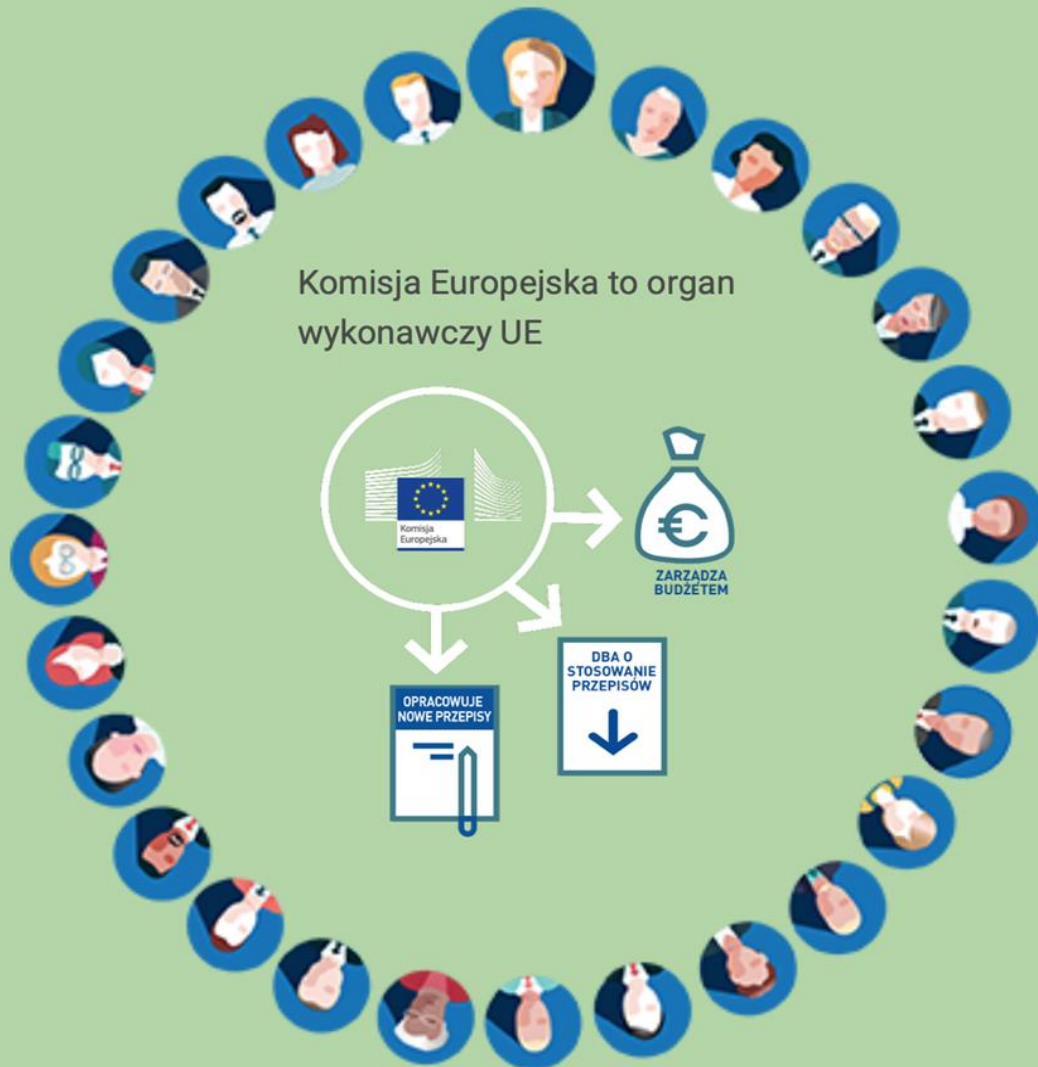 Komisja Europejska to organ
wykonawczy UE
Komisja
Europejska
ZARZĄDZA
BUDŻETEM
DBA O
STOSOWANIE
PRZEPISÓW
OPRACOWUJE
NOWE PRZEPISY